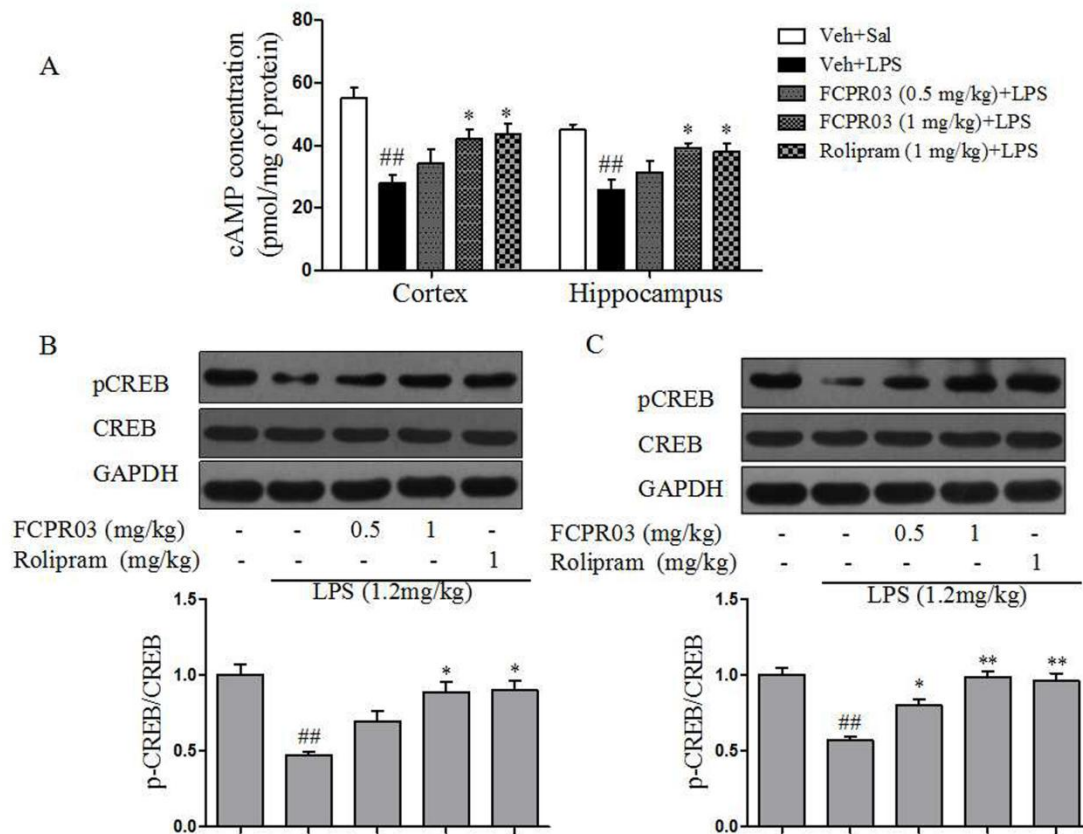 A
cAMP concentration
(pmol/mg of protein)
80
60
40
20
0
##
*
*
##
*
*
Cortex
Hippocampus
Veh+Sal
Veh+LPS
FCPR03 (0.5 mg/kg)+LPS
FCPR03 (1 mg/kg)+LPS
Rolipram (1 mg/kg)+LPS
B
pCREB
CREB
GAPDH
FCPR03 (mg/kg) - - 0.5 1 -
Rolipram (mg/kg) - - - - 1
LPS (1.2mg/kg)
p-CREB/CREB
1.5
1.0
0.5
0.0
##
*
*
C
pCREB
CREB
GAPDH
FCPR03 (mg/kg) - - 0.5 1 -
Rolipram (mg/kg) - - - - 1
LPS (1.2mg/kg)
p-CREB/CREB
1.5
1.0
0.5
0.0
##
*
**
**